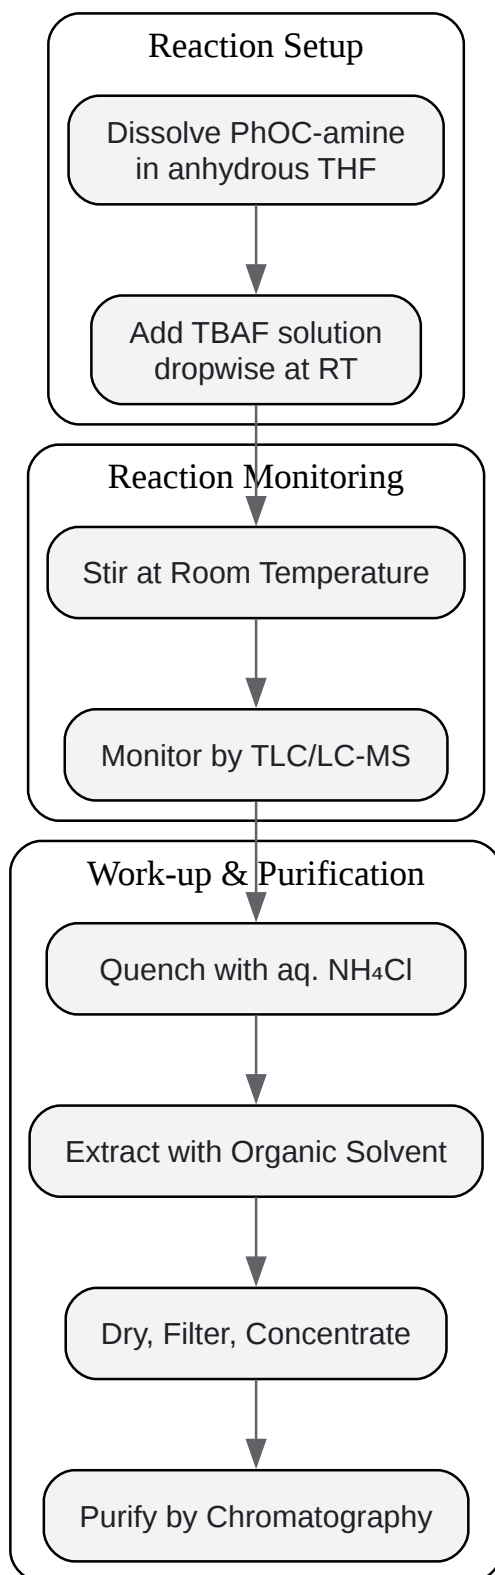 Reaction Setup
Dissolve PhOC-amine
in anhydrous THF
Add TBAF solution
dropwise at RT
Reaction Monitoring
Stir at Room Temperature
Monitor by TLC/LC-MS
Work-up & Purification
Quench with aq. NH₄Cl
Extract with Organic Solvent
Dry, Filter, Concentrate
Purify by Chromatography